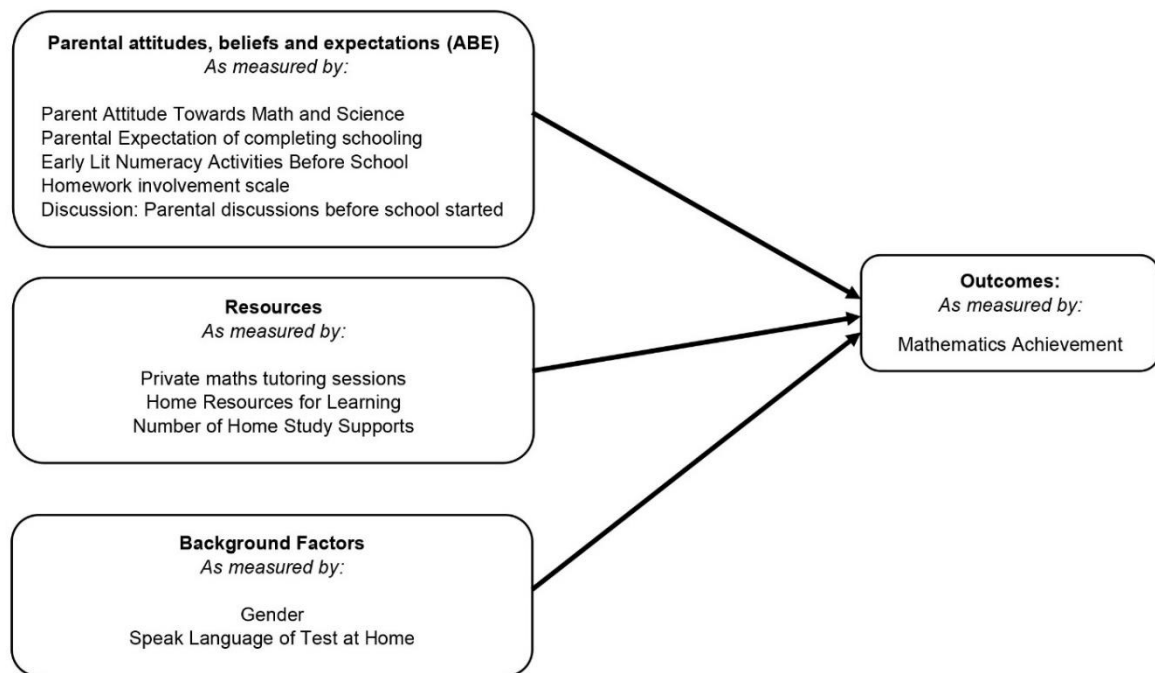 Parental attitudes, beliefs and expectations (ABE)
As measured by:
Parent Attitude Towards Math and Science
Parental Expectation of completing schooling
Early Lit Numeracy Activities Before School
Homework involvement scale
Discussion: Parental discussions before school started
Resources
As measured by:
Private maths tutoring sessions
Home Resources for Learning
Number of Home Study Supports
Background Factors
As measured by:
Gender
Speak Language of Test at Home
Outcomes:
As measured by:
Mathematics Achievement